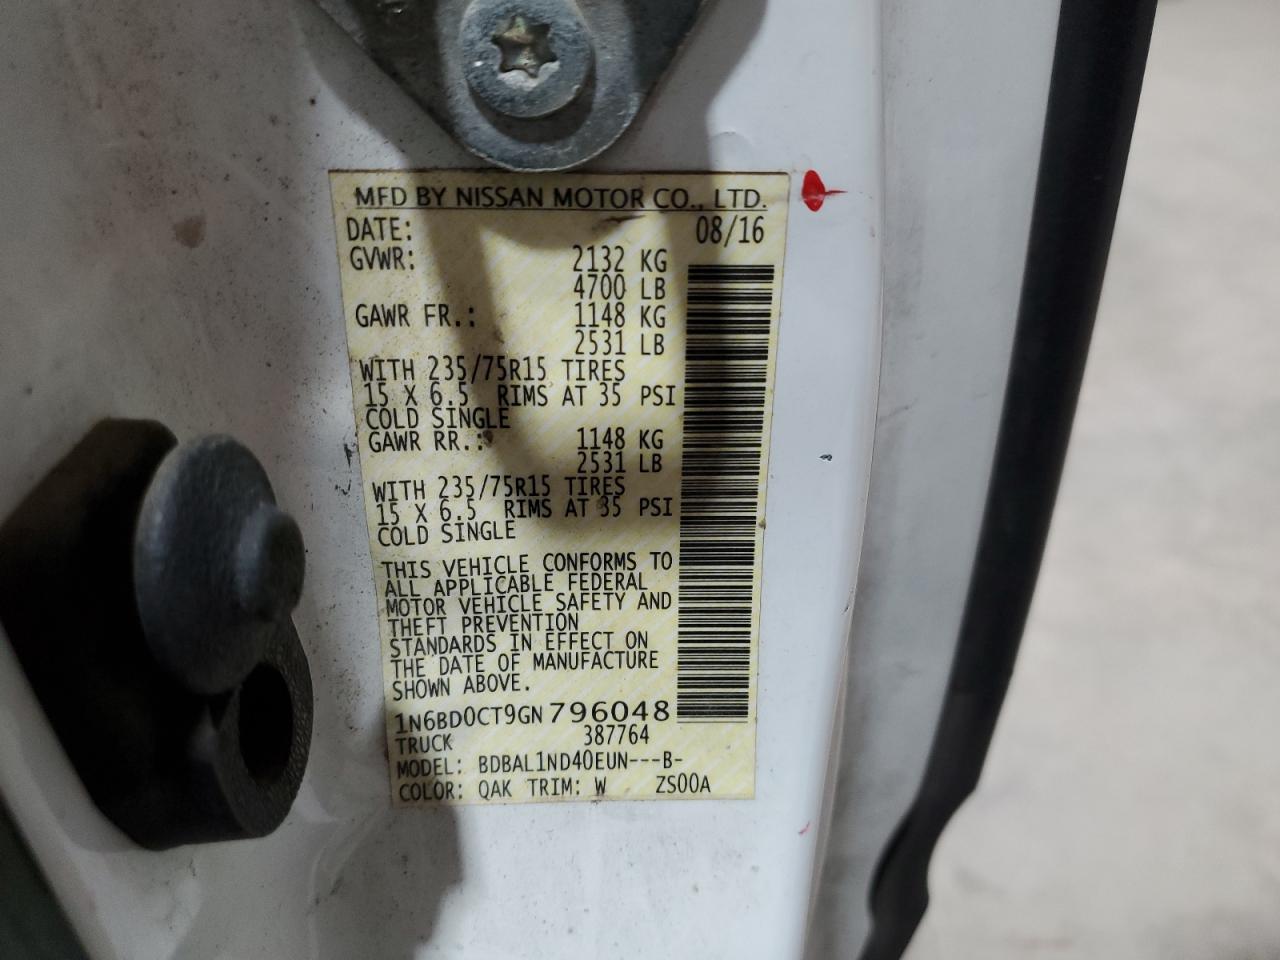 MFD BY NISSAN MOTOR CO., LTD.
DATE: 08/16
GVWR: 2132 KG
4700 LB
GAWR FR.: 1148 KG
2531 LB
WITH 235/75R15 TIRES
15 X 6.5 RIMS AT 35 PSI
COLD SINGLE
GAWR RR.: 1148 KG
2531 LB
WITH 235/75R15 TIRES
15 X 6.5 RIMS AT 35 PSI
COLD SINGLE
THIS VEHICLE CONFORMS TO
ALL APPLICABLE FEDERAL
MOTOR VEHICLE SAFETY AND
THEFT PREVENTION
STANDARDS IN EFFECT ON
THE DATE OF MANUFACTURE
SHOWN ABOVE.
1N6BD0CT9GN796048
TRUCK 387764
MODEL: BDBAL1ND40EUN---B-
COLOR: QAK TRIM: W ZS00A